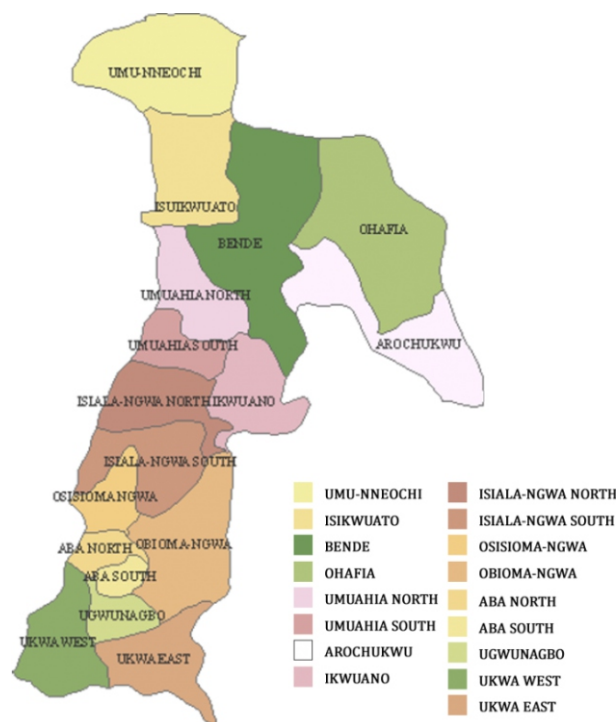 UMU-NNEOCHI
ISUIKWUATO
OHAFIA
BENDE
UMUAHIA NORTH
UMUAHIA SOUTH
AROCHUKWU
ISIALA-NGWA NORTH
IKWUANO
ISIALA-NGWA SOUTH
OSISIOMA NGWA
ABA NORTH
OBIOMA-NGWA
ABA SOUTH
UGWUNAGBO
UKWA WEST
UKWA EAST
UMU-NNEOCHI
ISIKWUATO
BENDE
OHAFIA
UMUAHIA NORTH
UMUAHIA SOUTH
AROCHUKWU
IKWUANO
ISIALA-NGWA NORTH
ISIALA-NGWA SOUTH
OSISIOMA-NGWA
OBIOMA-NGWA
ABA NORTH
ABA SOUTH
UGWUNAGBO
UKWA WEST
UKWA EAST